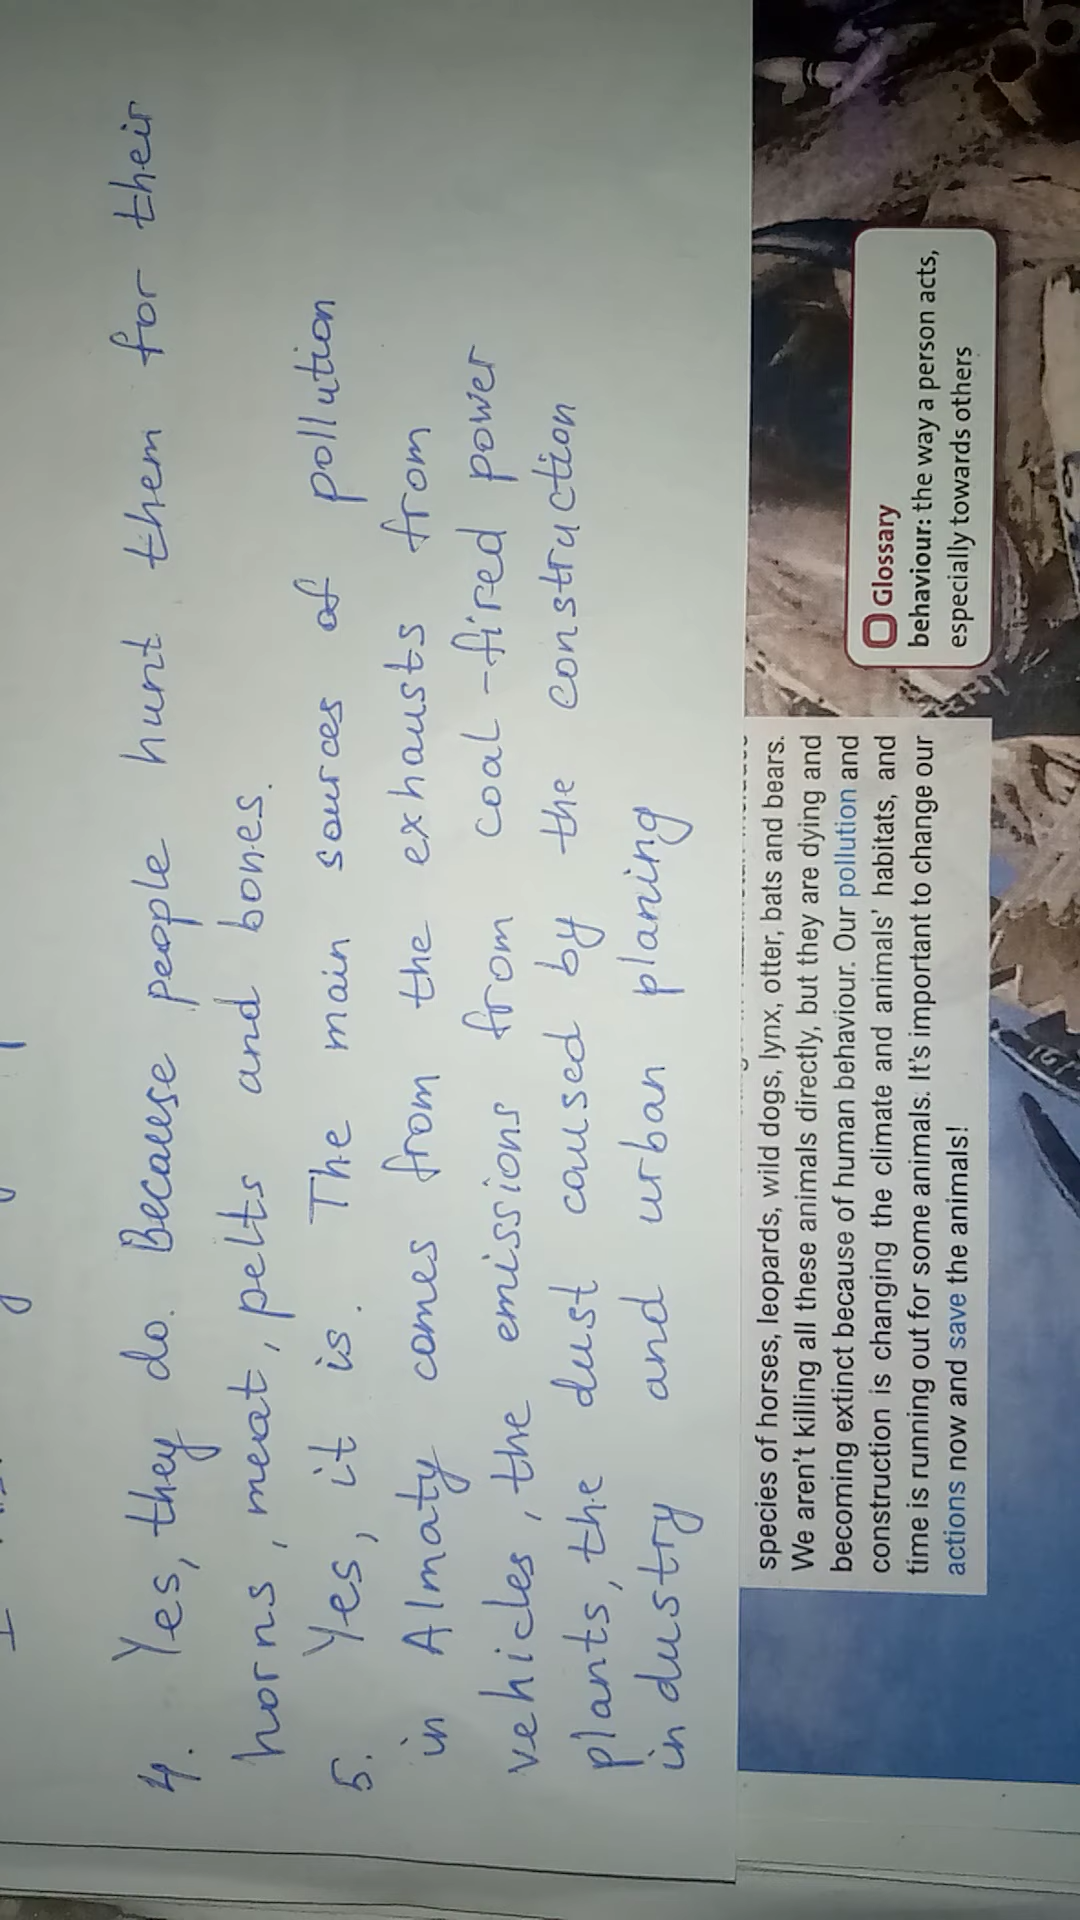 4. Yes, they do. Because people hunt them for their
horns, meat, pelts and bones.
5. Yes, it is. The main sources of pollution
in Almaty comes from the exhausts from
vehicles, the emissions from coal-fired power
plants, the dust caused by the construction
industry and urban planing
species of horses, leopards, wild dogs, lynx, otter, bats and bears.
We aren't killing all these animals directly, but they are dying and
becoming extinct because of human behaviour. Our pollution and
construction is changing the climate and animals' habitats, and
time is running out for some animals. It's important to change our
actions now and save the animals!
Glossary
behaviour: the way a person acts,
especially towards others